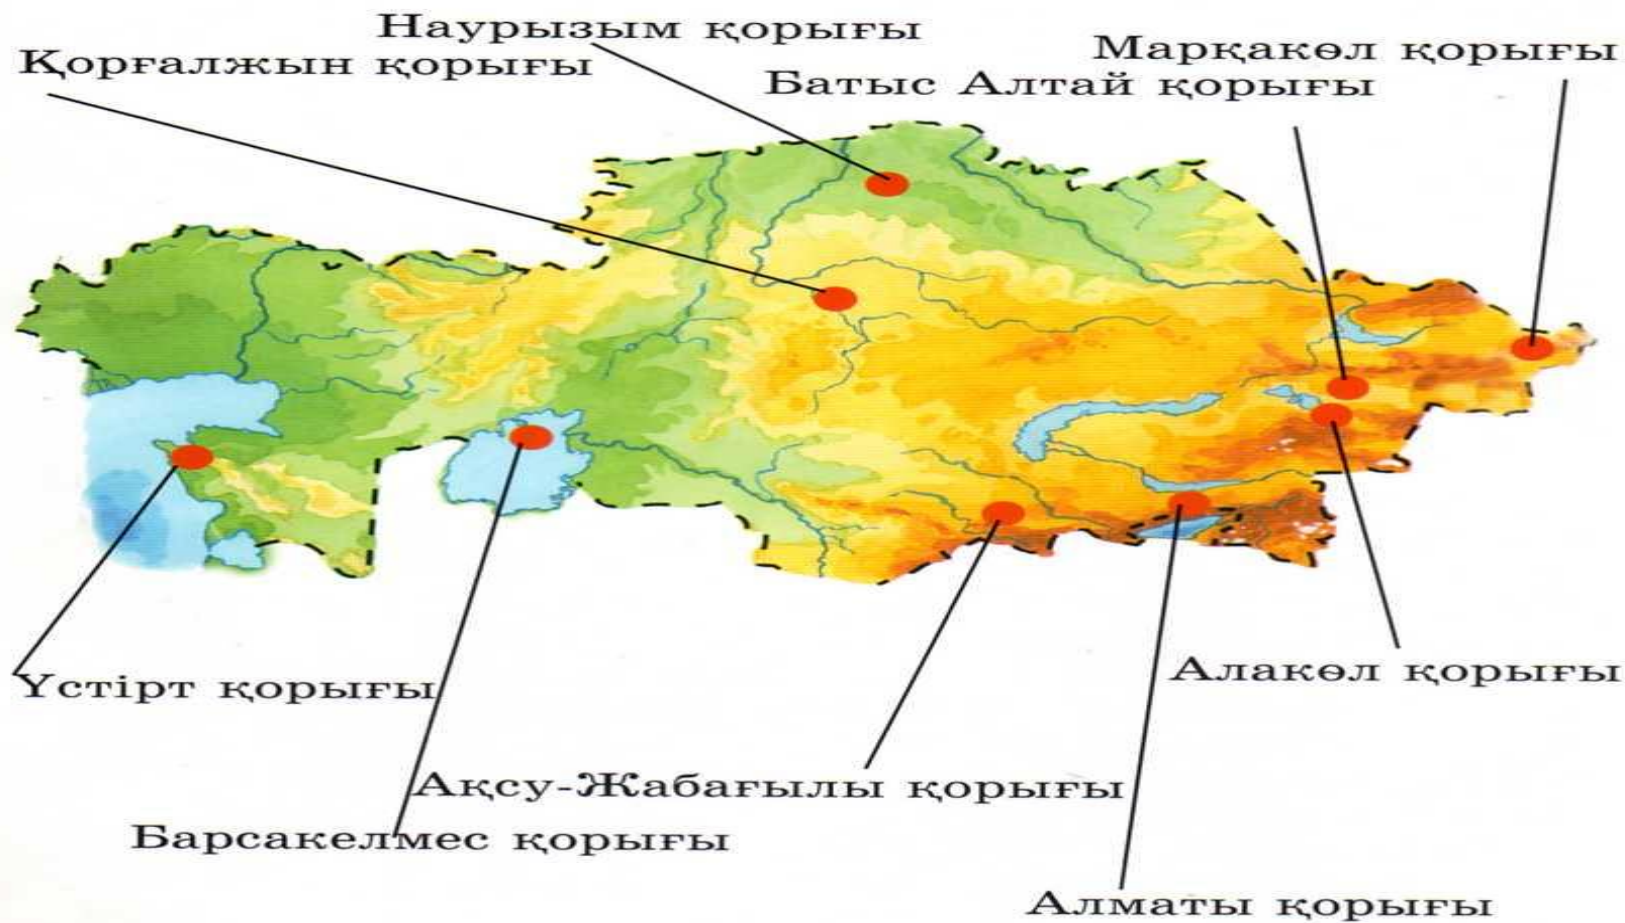 Наурызым қорығы
Қорғалжын қорығы
Марқакөл қорығы
Батыс Алтай қорығы
Үстірт қорығы
Алакөл қорығы
Ақсу-Жабағылы қорығы
Барсакелмес қорығы
Алматы қорығы